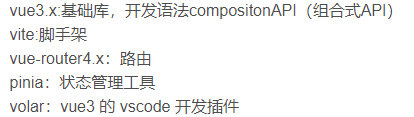 vue3.x:基础库，开发语法compositonAPI（组合式API）
vite:脚手架
vue-router4.x：路由
pinia：状态管理工具
volar：vue3 的 vscode 开发插件